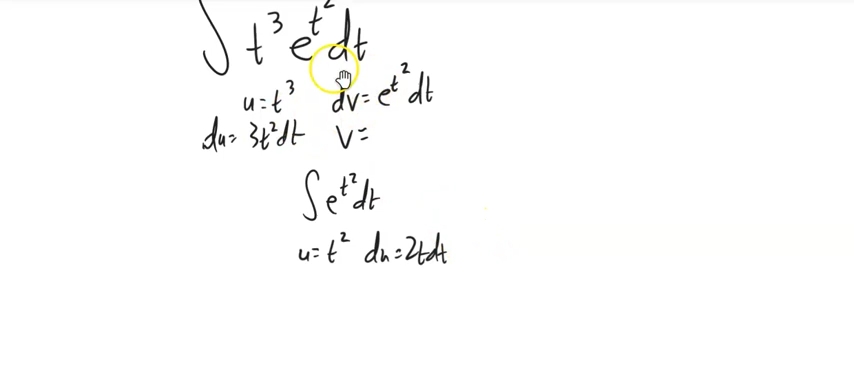 ∫ t³ e^{t²} dt
u = t³ dv = e^{t²} dt
du = 3t² dt v =
∫ e^{t²} dt
u = t² du = 2t dt